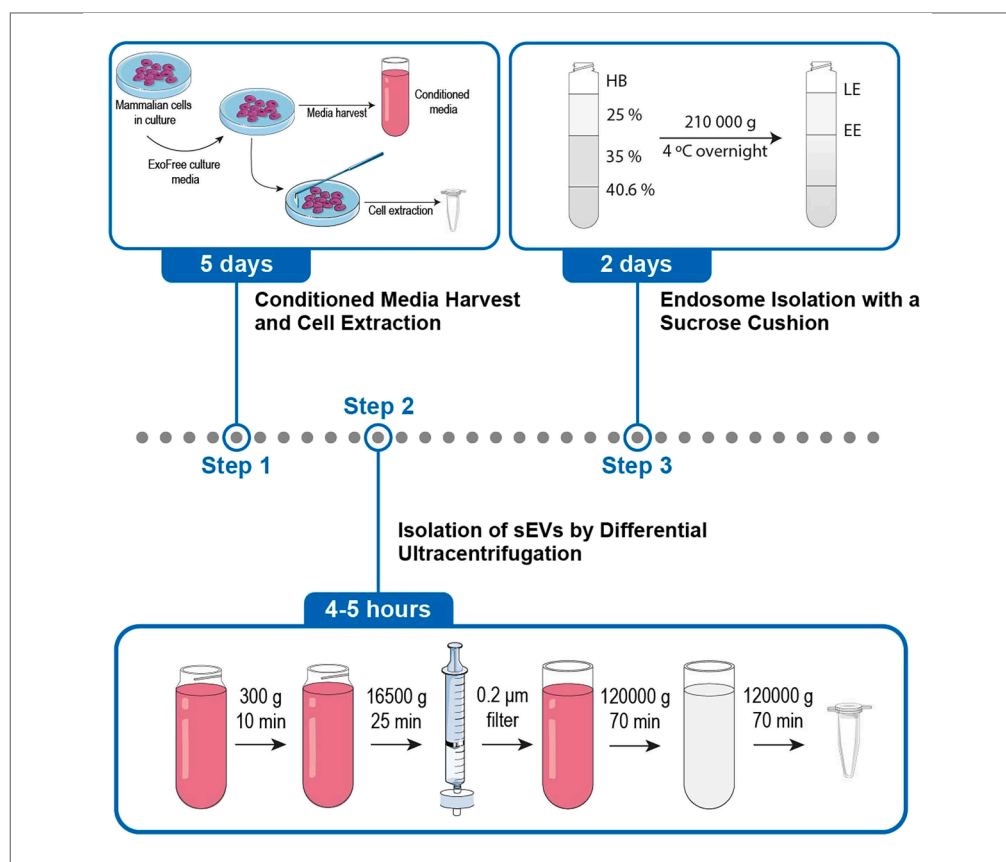 Mammalian cells
in culture
ExoFree culture
media
Media harvest
Conditioned
media
Cell extraction
5 days
Conditioned Media Harvest
and Cell Extraction
HB
25 %
35 %
40.6 %
210 000 g
4 ºC overnight
LE
EE
2 days
Endosome Isolation with a
Sucrose Cushion
Step 1
Step 2
Step 3
Isolation of sEVs by Differential
Ultracentrifugation
4-5 hours
300 g
10 min
16500 g
25 min
0.2 µm
filter
120000 g
70 min
120000 g
70 min